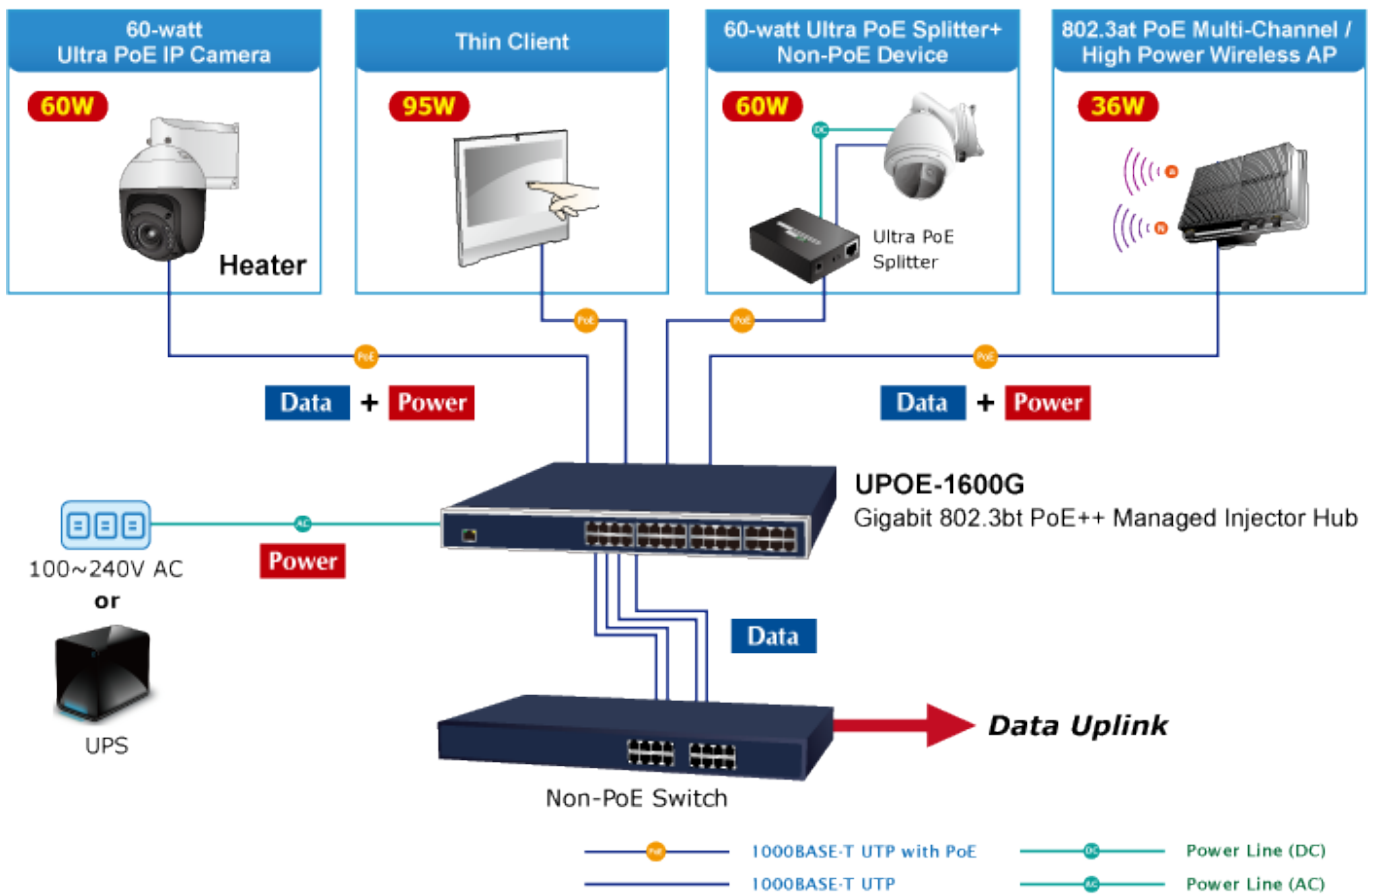 60-watt
Ultra PoE IP Camera
Thin Client
60-watt Ultra PoE Splitter+
Non-PoE Device
802.3at PoE Multi-Channel /
High Power Wireless AP
60W
95W
60W
36W
DC
Heater
Ultra PoE
Splitter
PoE
PoE
PoE
PoE
Data + Power
Data + Power
UPOE-1600G
Gigabit 802.3bt PoE++ Managed Injector Hub
AC
Power
100~240V AC
or
UPS
Data
Data Uplink
Non-PoE Switch
PoE
1000BASE-T UTP with PoE
DC
Power Line (DC)
1000BASE-T UTP
AC
Power Line (AC)